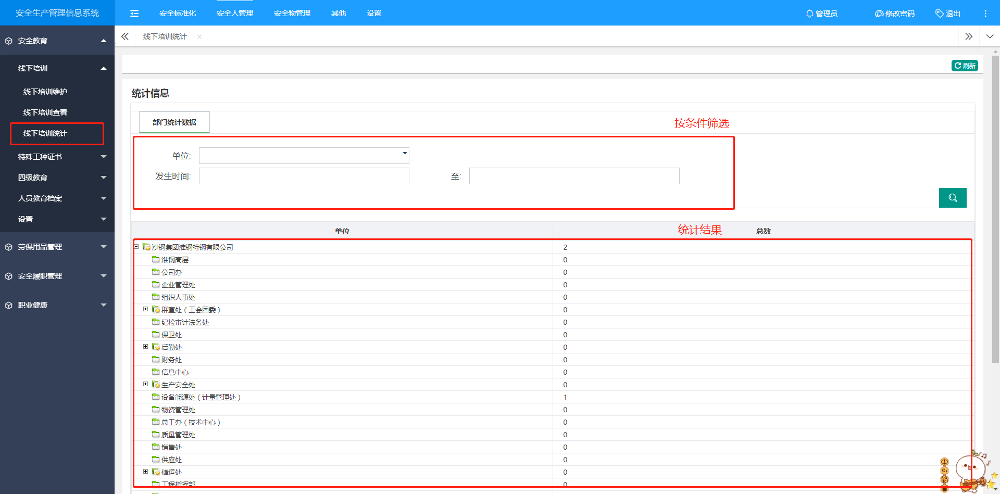 安全生产管理信息系统
安全标准化 安全人管理 安全物管理 其他 设置
管理员 修改密码 退出
安全教育
线下培训统计
线下培训
刷新
线下培训维护
统计信息
线下培训查看
部门统计数据
按条件筛选
线下培训统计
特殊工种证书
单位:
四级教育
发生时间: 至:
人员教育档案
设置
单位 统计结果 总数
劳保用品管理
沙钢集团淮钢特钢有限公司 2
淮钢高层 0
公司办 0
安全履职管理
企业管理处 0
组织人事处 0
职业健康
群宣处 ( 工会团委 ) 0
纪检审计法务处 0
保卫处 0
后勤处 0
财务处 0
信息中心 0
生产安全处 0
设备能源处 ( 计量管理处 ) 1
物资管理处 0
总工办 ( 技术中心 ) 0
质量管理处 0
销售处 0
供应处 0
储运处 0
工程指挥部 0
中
简